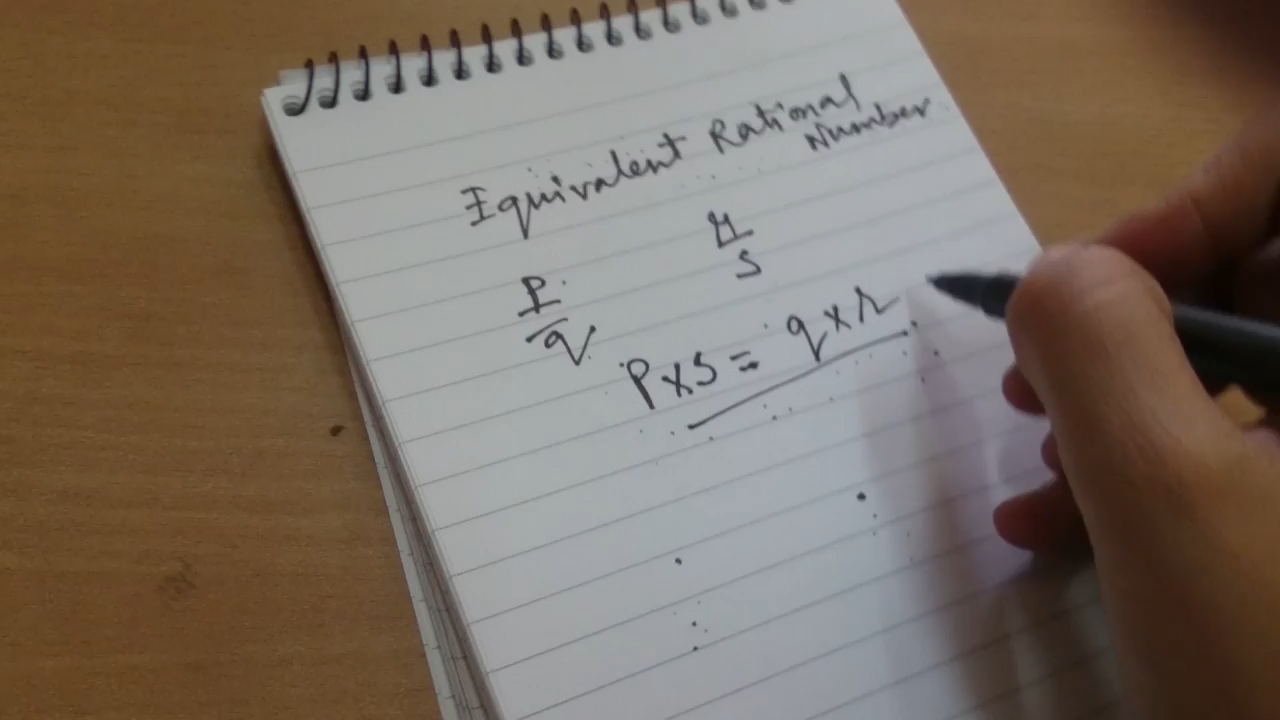 Equivalent Rational
Number
P/q r/s
P×s = q×r